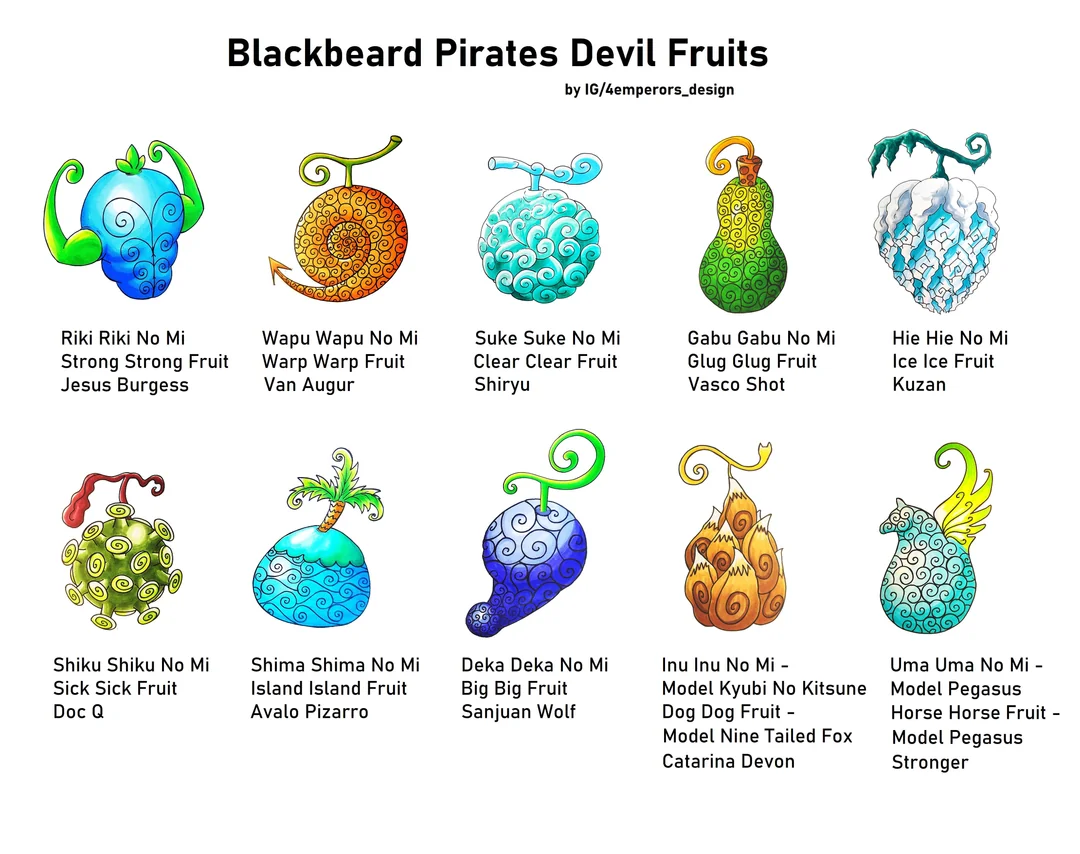 Blackbeard Pirates Devil Fruits
by IG/4emperors_design
Riki Riki No Mi
Strong Strong Fruit
Jesus Burgess
Wapu Wapu No Mi
Warp Warp Fruit
Van Augur
Suke Suke No Mi
Clear Clear Fruit
Shiryu
Gabu Gabu No Mi
Glug Glug Fruit
Vasco Shot
Hie Hie No Mi
Ice Ice Fruit
Kuzan
Shiku Shiku No Mi
Sick Sick Fruit
Doc Q
Shima Shima No Mi
Island Island Fruit
Avalo Pizarro
Deka Deka No Mi
Big Big Fruit
Sanjuan Wolf
Inu Inu No Mi -
Model Kyubi No Kitsune
Dog Dog Fruit -
Model Nine Tailed Fox
Catarina Devon
Uma Uma No Mi -
Model Pegasus
Horse Horse Fruit -
Model Pegasus
Stronger